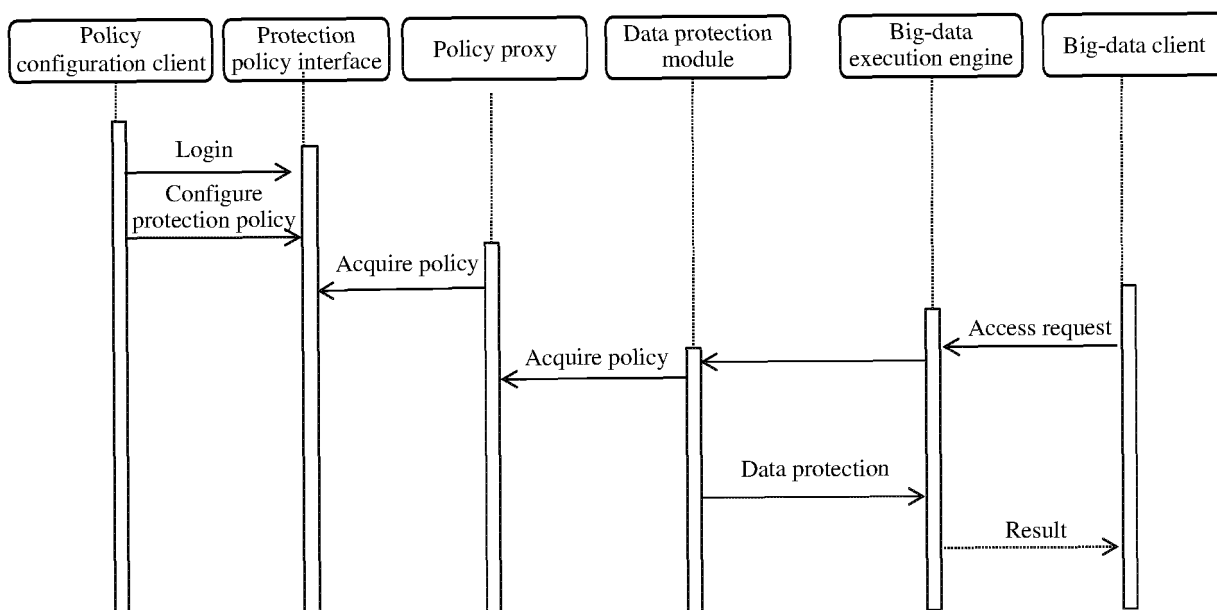 Policy
configuration client
Protection
policy interface
Policy proxy
Data protection
module
Big-data
execution engine
Big-data client
Login
Configure
protection policy
Acquire policy
Access request
Acquire policy
Data protection
Result